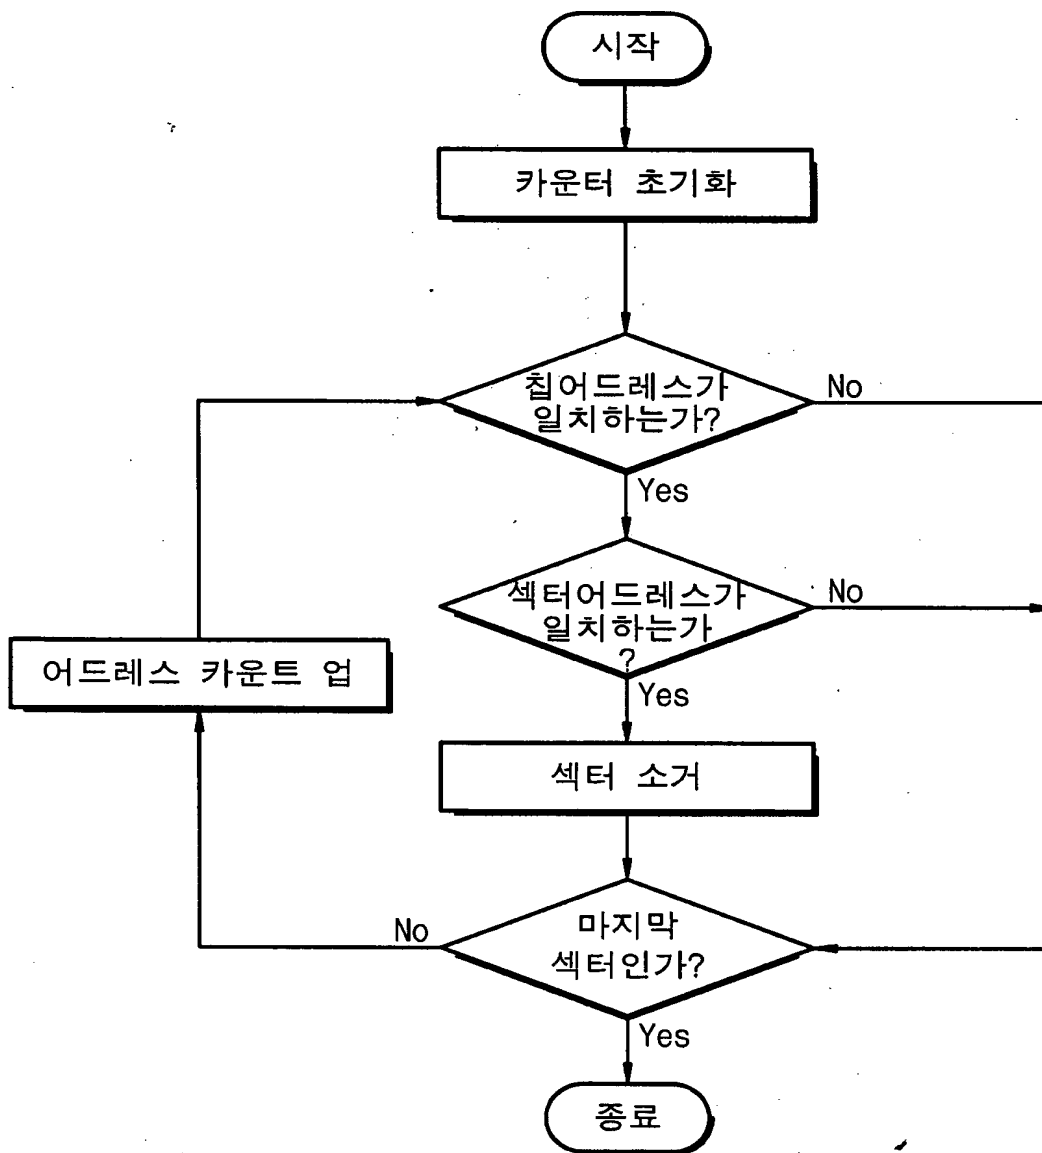 시작
카운터 초기화
칩어드레스가
일치하는가?
No
Yes
섹터어드레스가
일치하는가
?
No
Yes
어드레스 카운트 업
섹터 소거
마지막
섹터인가?
No
Yes
종료